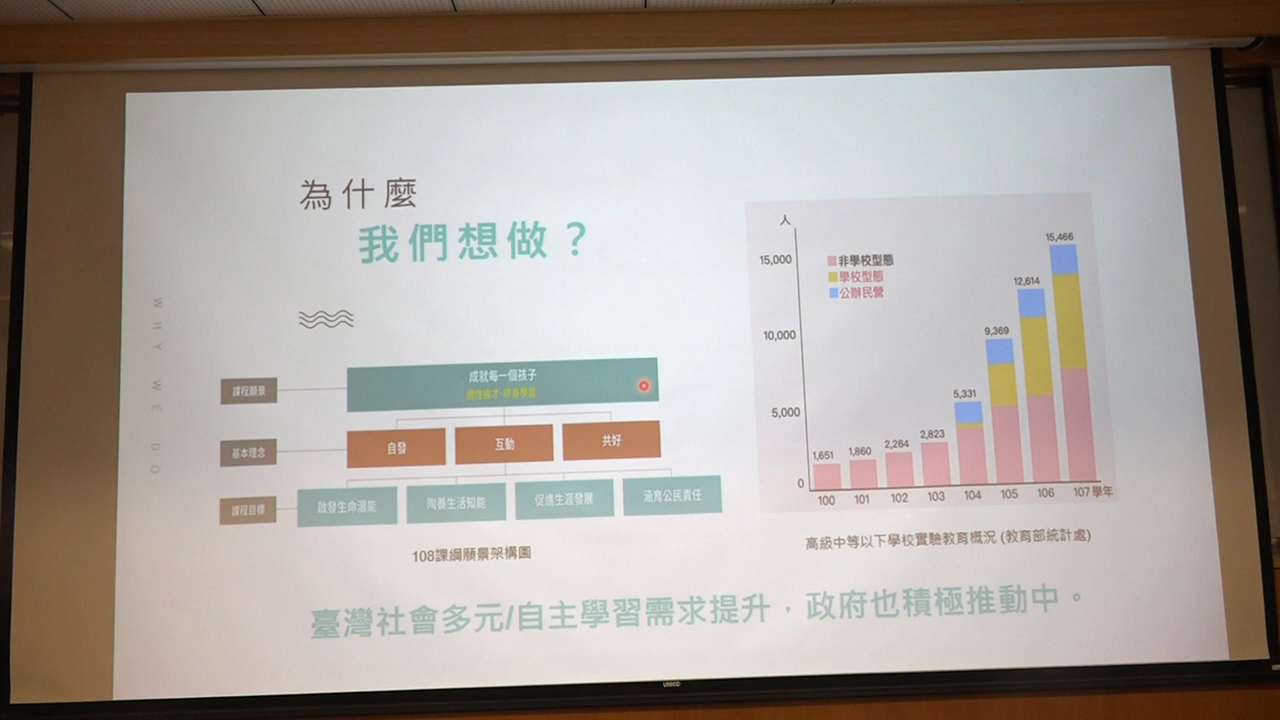 為什麼
我們想做？
WHY WE DO
課程願景
成就每一個孩子
適性揚才·終身學習
基本理念
自發
互動
共好
課程目標
啟發生命潛能
陶養生活知能
促進生涯發展
涵育公民責任
108課綱願景架構圖
人
15,000
10,000
5,000
0
非學校型態
學校型態
公辦民營
1,651
1,860
2,264
2,823
5,331
9,369
12,614
15,466
100 101 102 103 104 105 106 107 學年
高級中等以下學校實驗教育概況 (教育部統計處)
臺灣社會多元/自主學習需求提升，政府也積極推動中。
UNICO